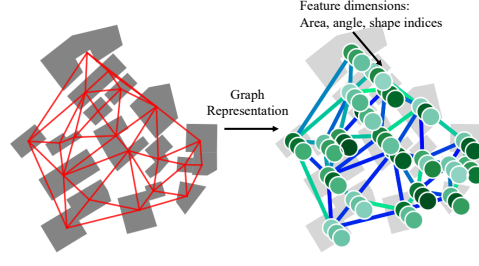 Feature dimensions:
Area, angle, shape indices
Graph
Representation